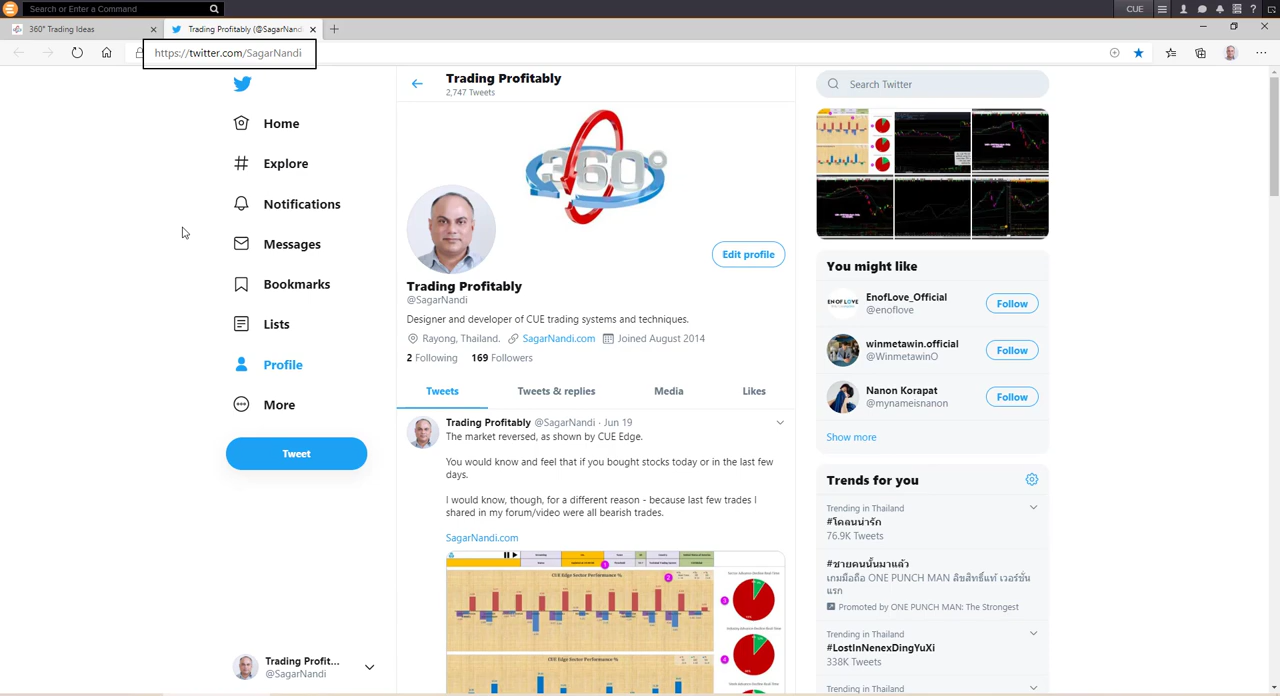 Search or Enter a Command
CUE
360° Trading Ideas
Trading Profitably (@SagarNandi
https://twitter.com/SagarNandi
Home
Explore
Notifications
Messages
Bookmarks
Lists
Profile
More
Tweet
Trading Profit...
@SagarNandi
Trading Profitably
2,747 Tweets
360°
Edit profile
Trading Profitably
@SagarNandi
Designer and developer of CUE trading systems and techniques.
Rayong, Thailand. SagarNandi.com Joined August 2014
2 Following 169 Followers
Tweets Tweets & replies Media Likes
Trading Profitably @SagarNandi · Jun 19
The market reversed, as shown by CUE Edge.
You would know and feel that if you bought stocks today or in the last few
days.
I would know, though, for a different reason - because last few trades I
shared in my forum/video were all bearish trades.
SagarNandi.com
CUE Edge Sector Performance %
Search Twitter
You might like
EnofLove_Official
@enoflove
Follow
winmetawin.official
@WinmetawinO
Follow
Nanon Korapat
@mynameisnanon
Follow
Show more
Trends for you
Trending in Thailand
#โคลนน่ารัก
76.9K Tweets
#ชายคนนั้นมาแล้ว
เกมมือถือ ONE PUNCH MAN ลิขสิทธิ์แท้ เวอร์ชั่น
แรก
Promoted by ONE PUNCH MAN: The Strongest
Trending in Thailand
#LostInNenexDingYuXi
338K Tweets
Trending in Thailand